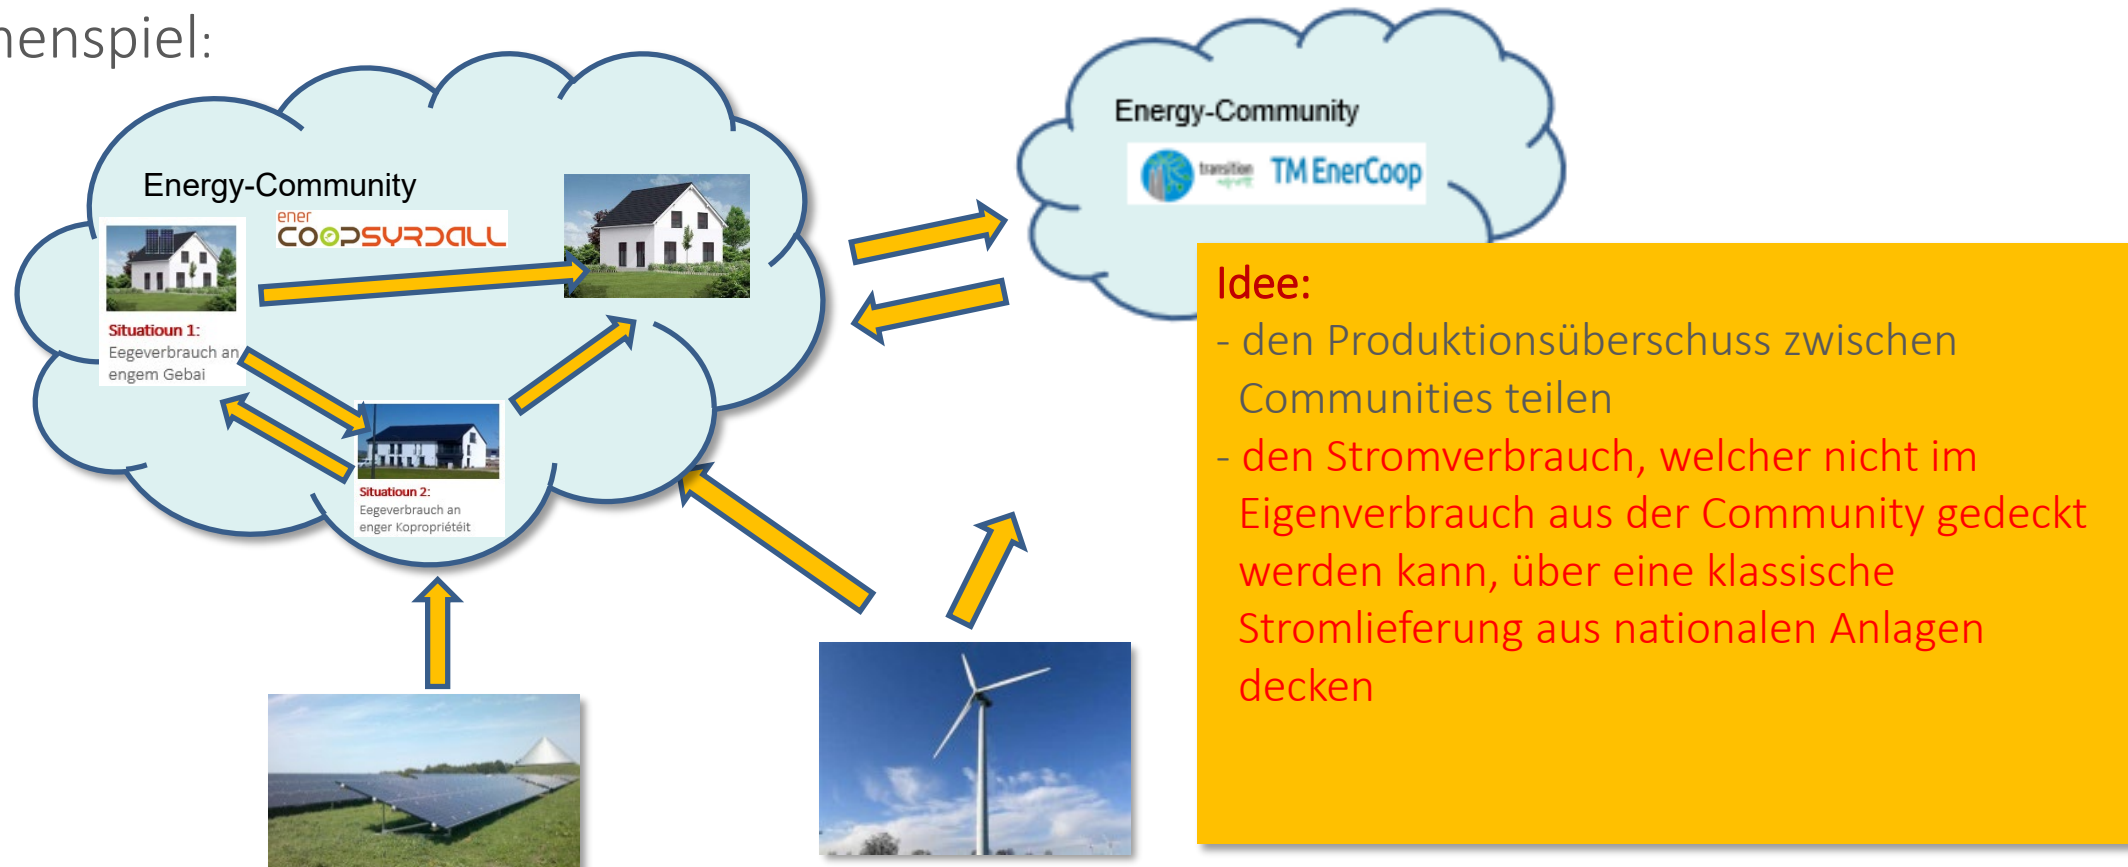 nenspiel:
Energy-Community
ener
COOPSYRDALL
Situatioun 1:
Eegeverbrauch an
engem Gebai
Situatioun 2:
Eegeverbrauch an
enger Kopropriétéit
Energy-Community
transition
TM EnerCoop
Idee:
- den Produktionsüberschuss zwischen
Communities teilen
- den Stromverbrauch, welcher nicht im
Eigenverbrauch aus der Community gedeckt
werden kann, über eine klassische
Stromlieferung aus nationalen Anlagen
decken